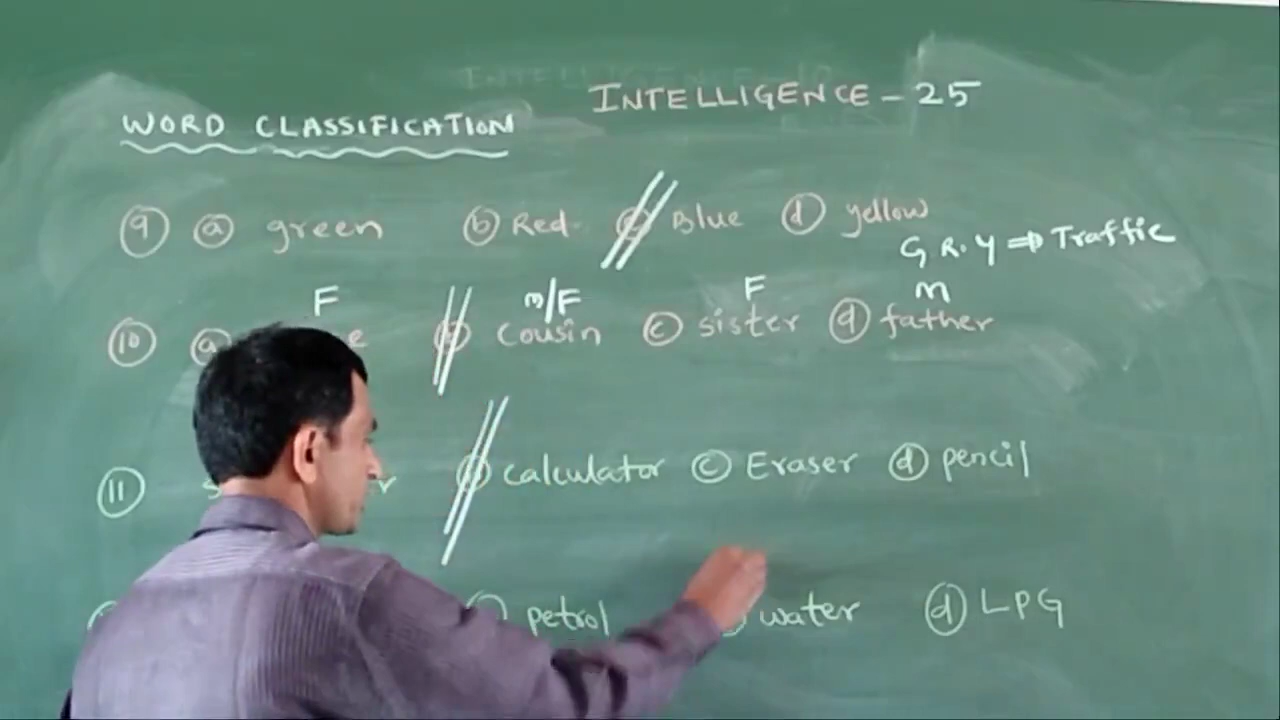 INTELLIGENCE - 25
WORD CLASSIFICATION
9 a green b Red c Blue d yellow
G R. Y ⇒ Traffic
F M/F F M
10 a Cousin c sister d father
11 calculator c Eraser d pencil
petrol water d LPG